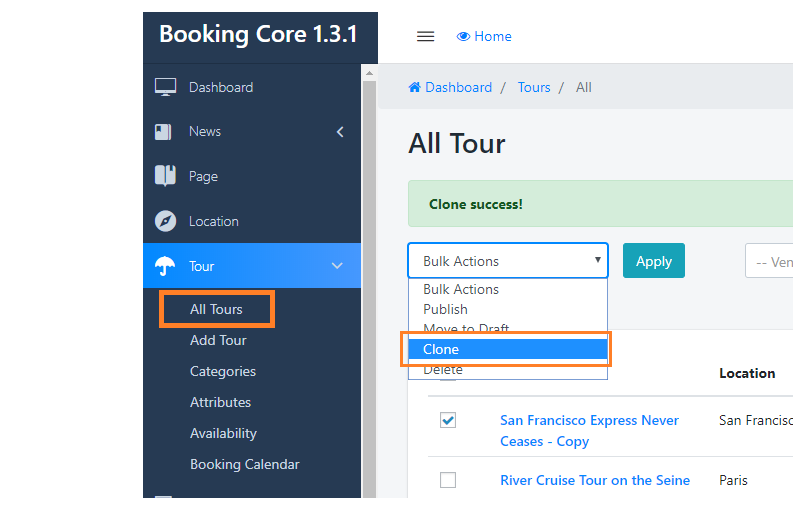 Booking Core 1.3.1
Home
Dashboard
News
Page
Location
Tour
All Tours
Add Tour
Categories
Attributes
Availability
Booking Calendar
Dashboard / Tours / All
All Tour
Clone success!
Bulk Actions
Apply
-- Ven
Bulk Actions
Publish
Move to Draft
Clone
Delete
Location
San Francisco Express Never
Ceases - Copy
San Francisc
River Cruise Tour on the Seine
Paris